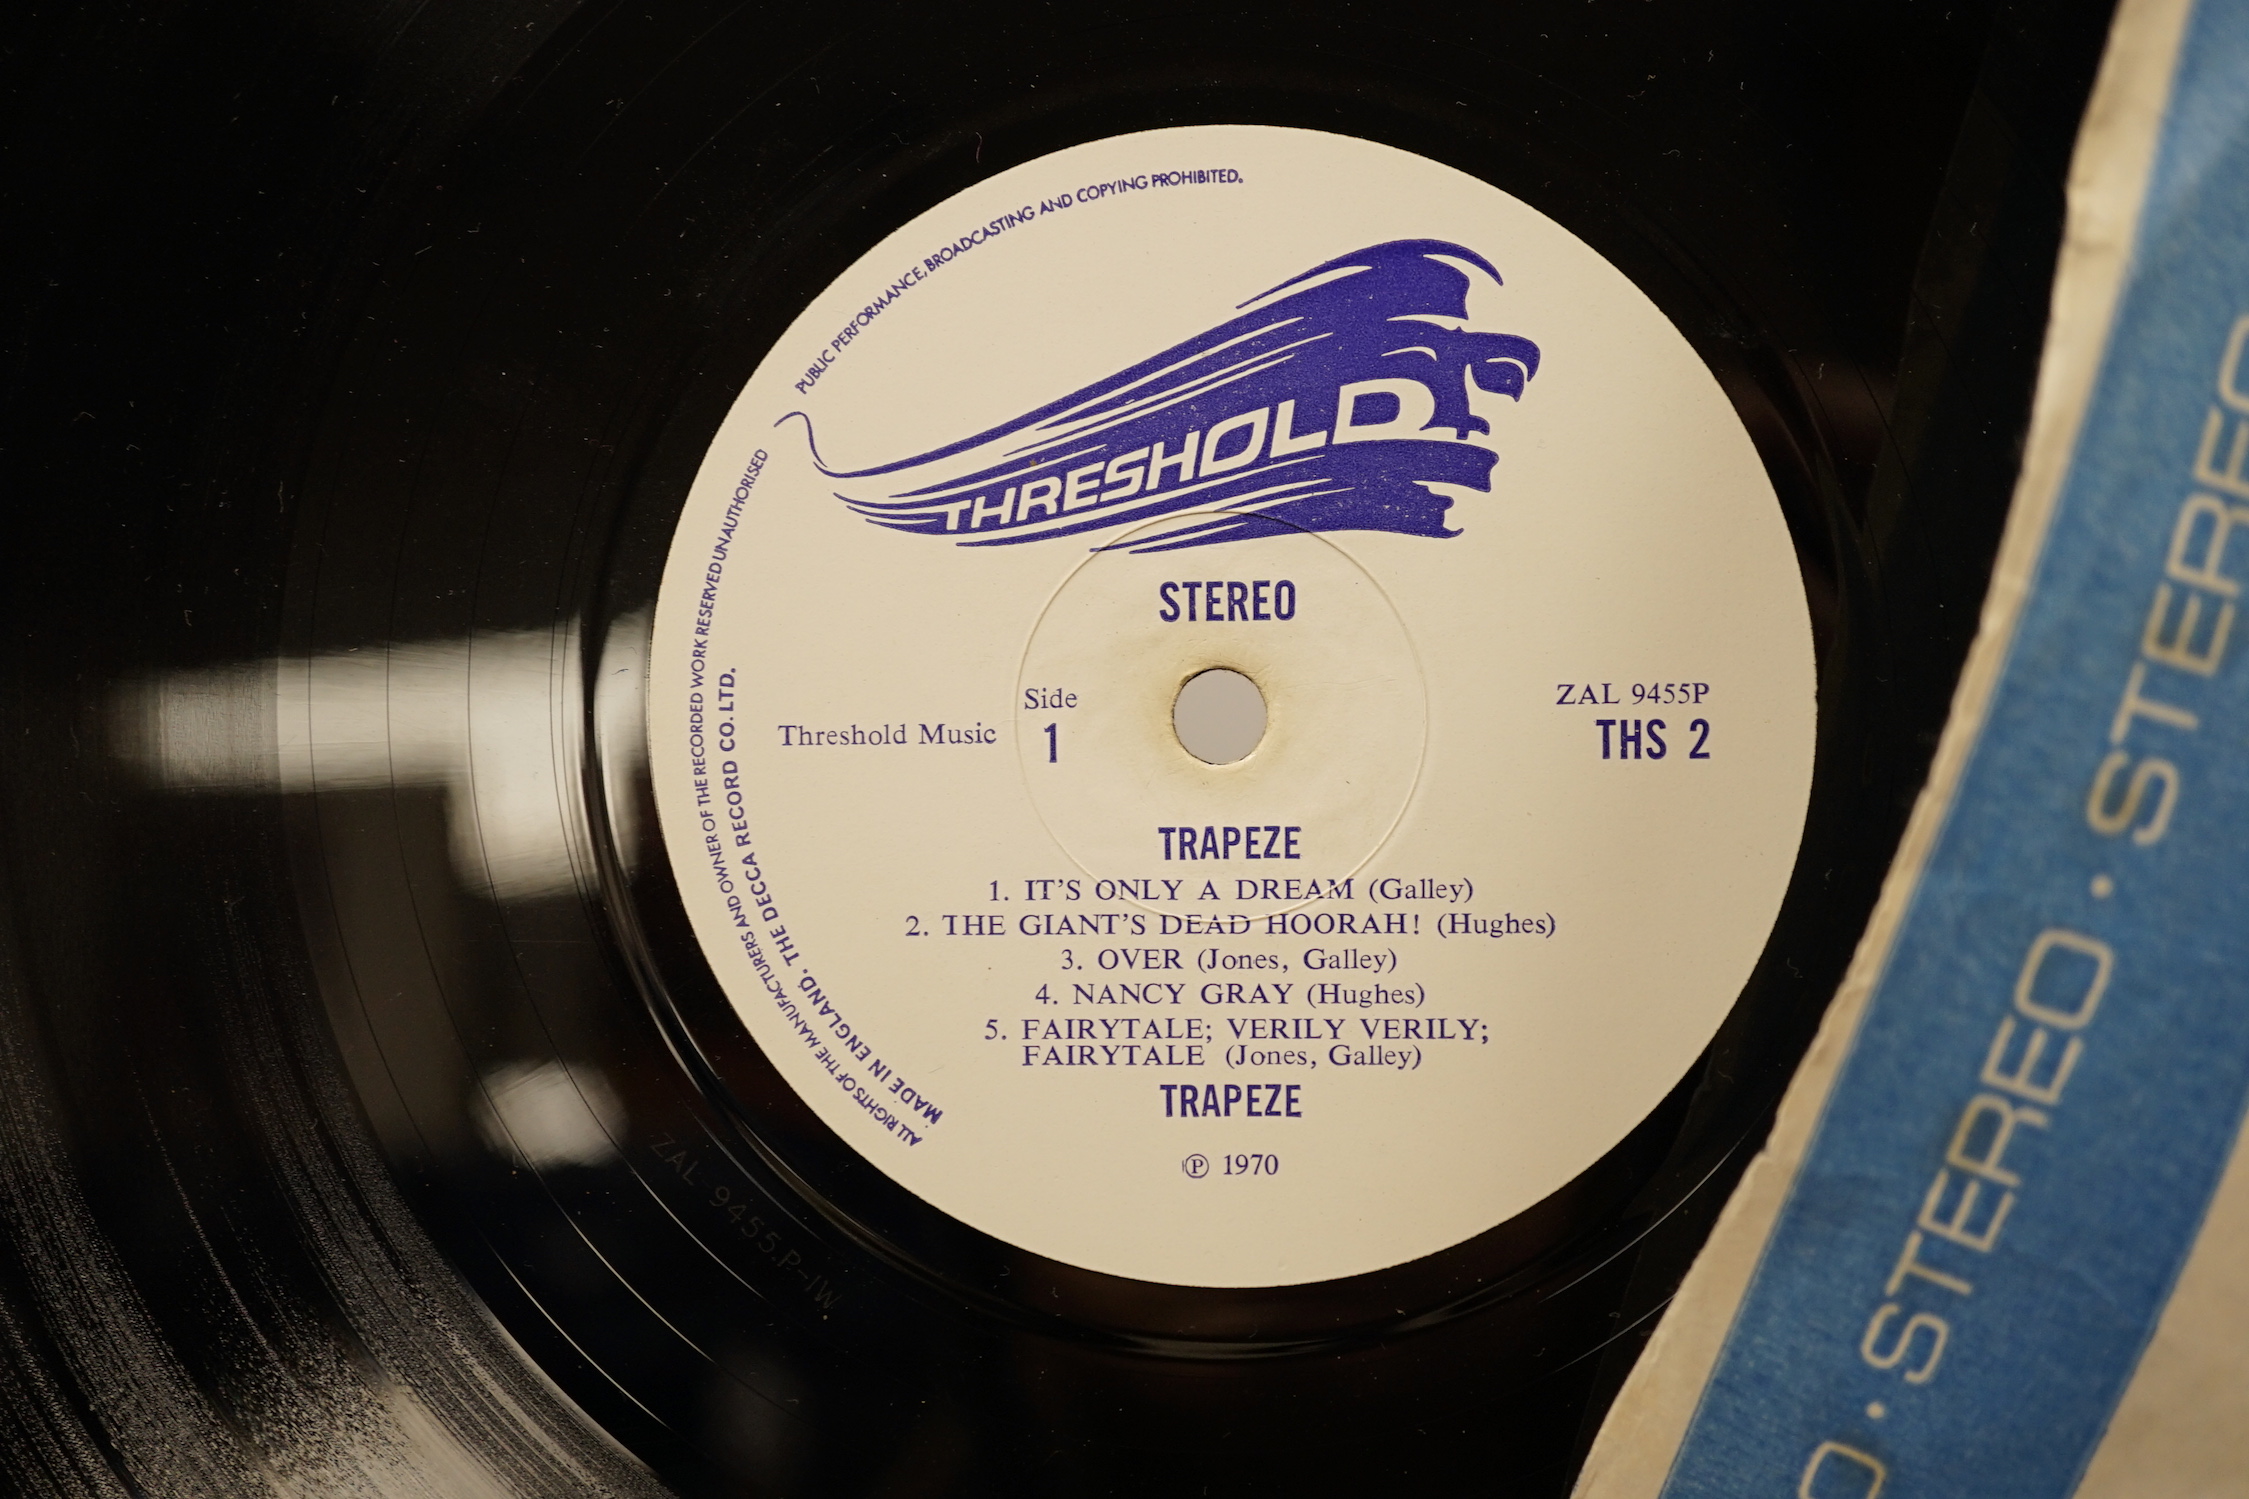 PUBLIC PERFORMANCE, BROADCASTING AND COPYING PROHIBITED.
ALL RIGHTS OF THE MANUFACTURERS AND OWNER OF THE RECORDED WORK RESERVED UNAUTHORISED
MADE IN ENGLAND. THE DECCA RECORD CO. LTD.
THRESHOLD
STEREO
Side
1
Threshold Music
ZAL 9455P
THS 2
TRAPEZE
1. IT'S ONLY A DREAM (Galley)
2. THE GIANT'S DEAD HOORAH! (Hughes)
3. OVER (Jones, Galley)
4. NANCY GRAY (Hughes)
5. FAIRYTALE; VERILY VERILY;
FAIRYTALE (Jones, Galley)
TRAPEZE
℗ 1970
ZAL-9455.P-1W.
STEREO · STEREO · STEREO